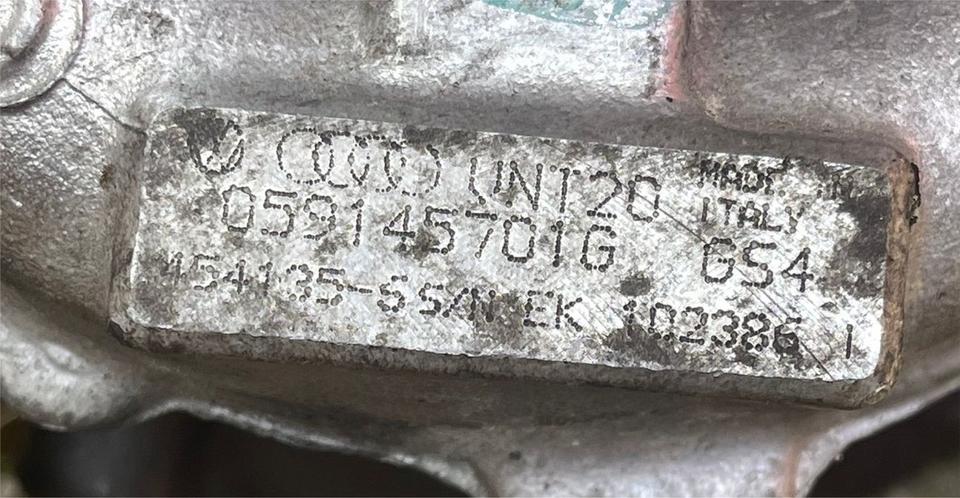 UNT20 MADE IN
059145701G ITALY
GS4
454135-5 S/N EK 102386 1